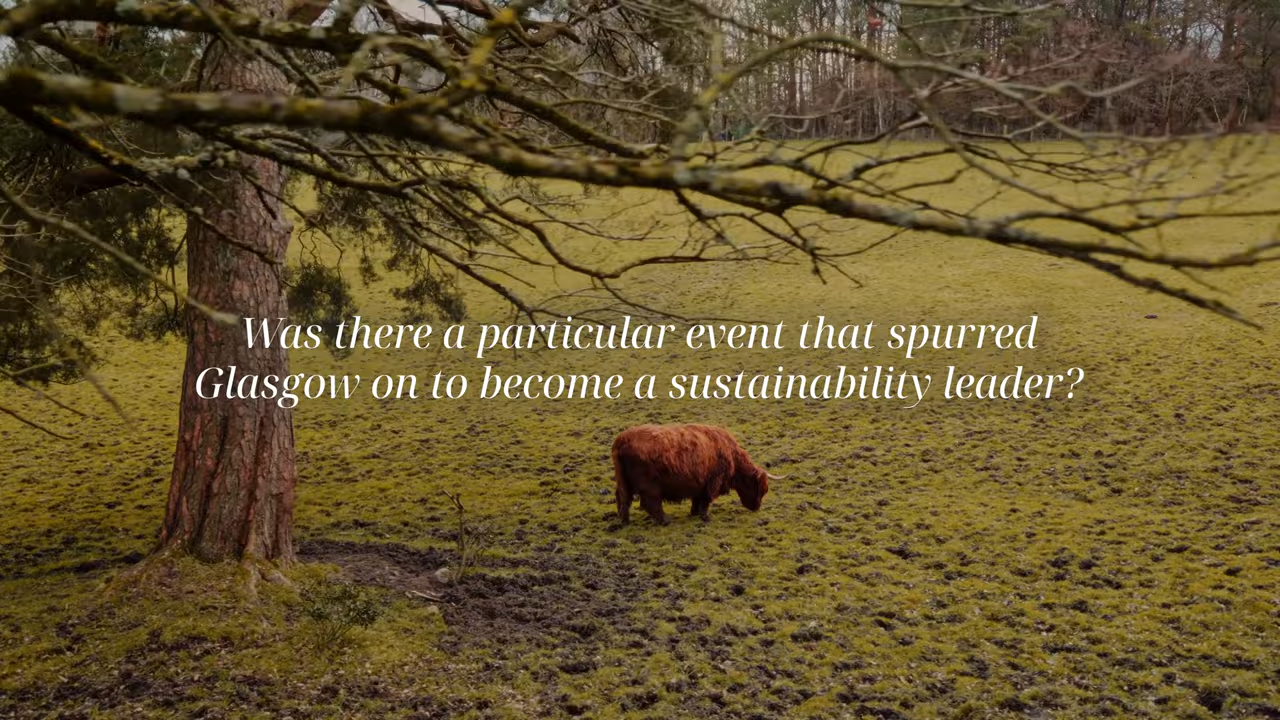 Was there a particular event that spurred
Glasgow on to become a sustainability leader?